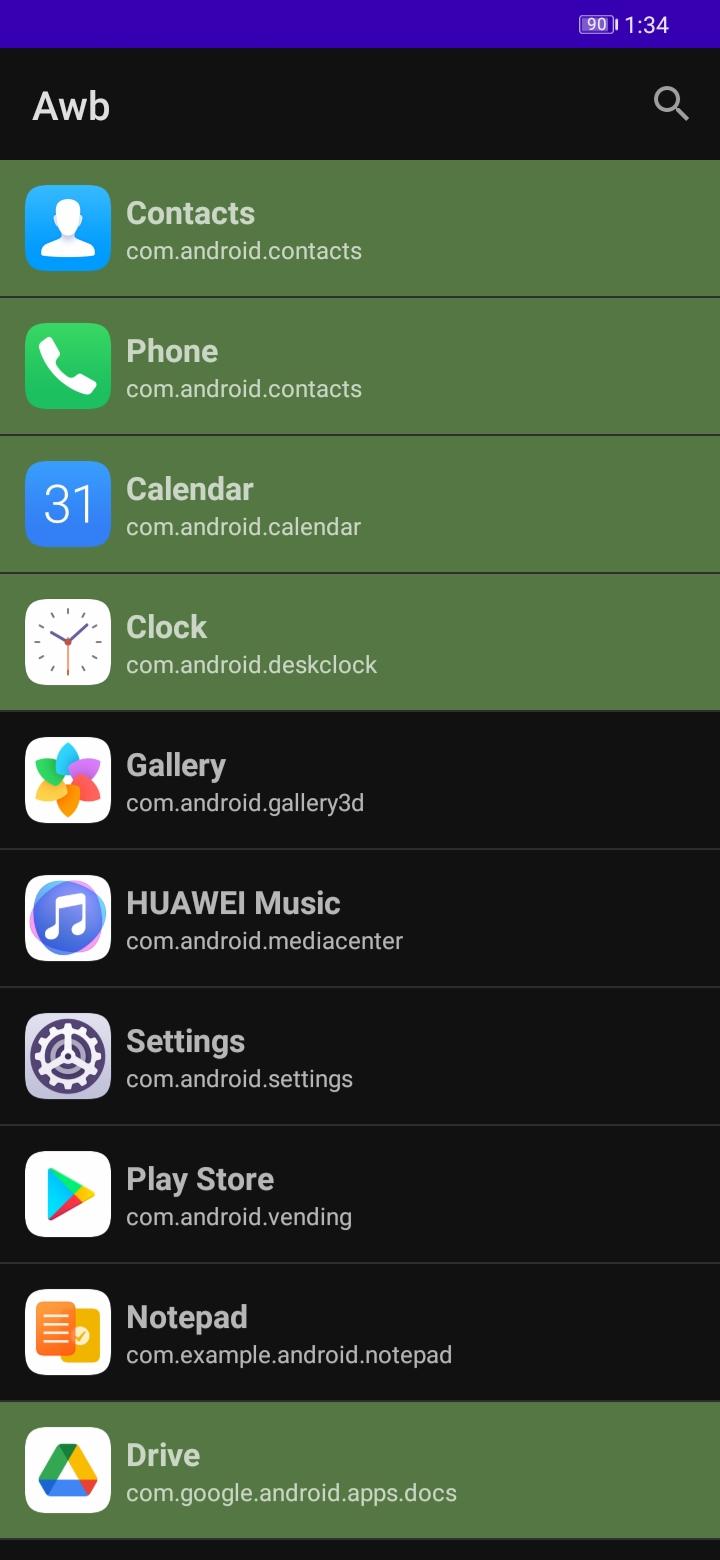 90 1:34
Awb
Contacts
com.android.contacts
Phone
com.android.contacts
31
Calendar
com.android.calendar
Clock
com.android.deskclock
Gallery
com.android.gallery3d
HUAWEI Music
com.android.mediacenter
Settings
com.android.settings
Play Store
com.android.vending
Notepad
com.example.android.notepad
Drive
com.google.android.apps.docs